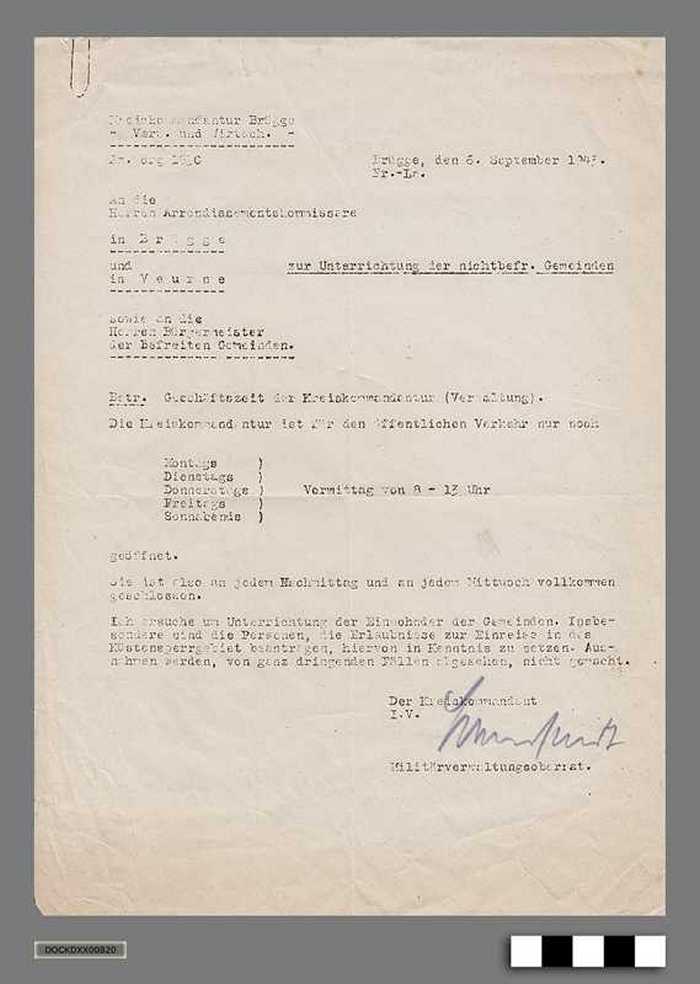 Kreiskommandantur Brügge
- Verw. und Wirtsch. -
Brügge, den 6. September 1943.
Nr.-La.
An die
Herren Arrondissementskommissare
in B r ü g g e
und
in V e u r n e
zur Unterrichtung der nichtbefr. Gemeinden
sowie an die
Herren Bürgermeister
der Befreiten Gemeinden.
Betr. Geschäftszeit der Kreiskommandantur (Verwaltung).
Die Kreiskommandantur ist für den öffentlichen Verkehr nur noch
Montags )
Dienstags )
Donnerstags ) Vormittag von 8 - 13 Uhr
Freitags )
Sonnabends )
geöffnet.
Sie ist also an jedem Nachmittag und an jedem Mittwoch vollkommen
geschlossen.
Ich ersuche um Unterrichtung der Einwohnder der Gemeinden. Insbe-
sondere sind die Personen, die Erlaubnisse zur Einreise in das
Küstensperrgebiet beantragen, hiervon in Kenntnis zu setzen. Aus-
nahmen werden, von ganz dringenden Fällen abgesehen, nicht gemacht.
Der Kreiskommandant
I.V.
Militärverwaltungsoberrat.
DOCKDXX00820